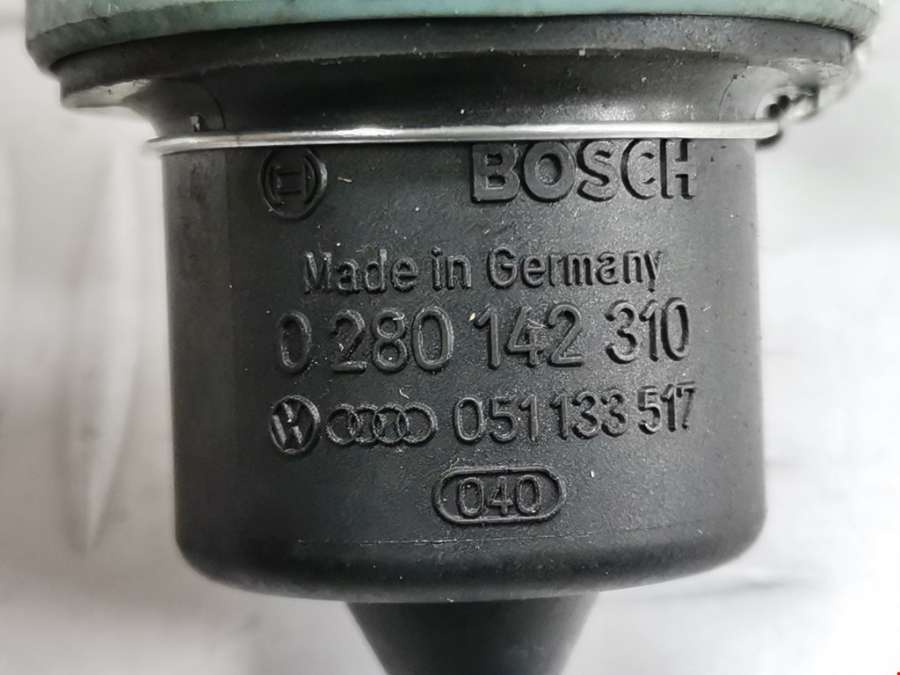 BOSCH
Made in Germany
0 280 142 310
051 133 517
040